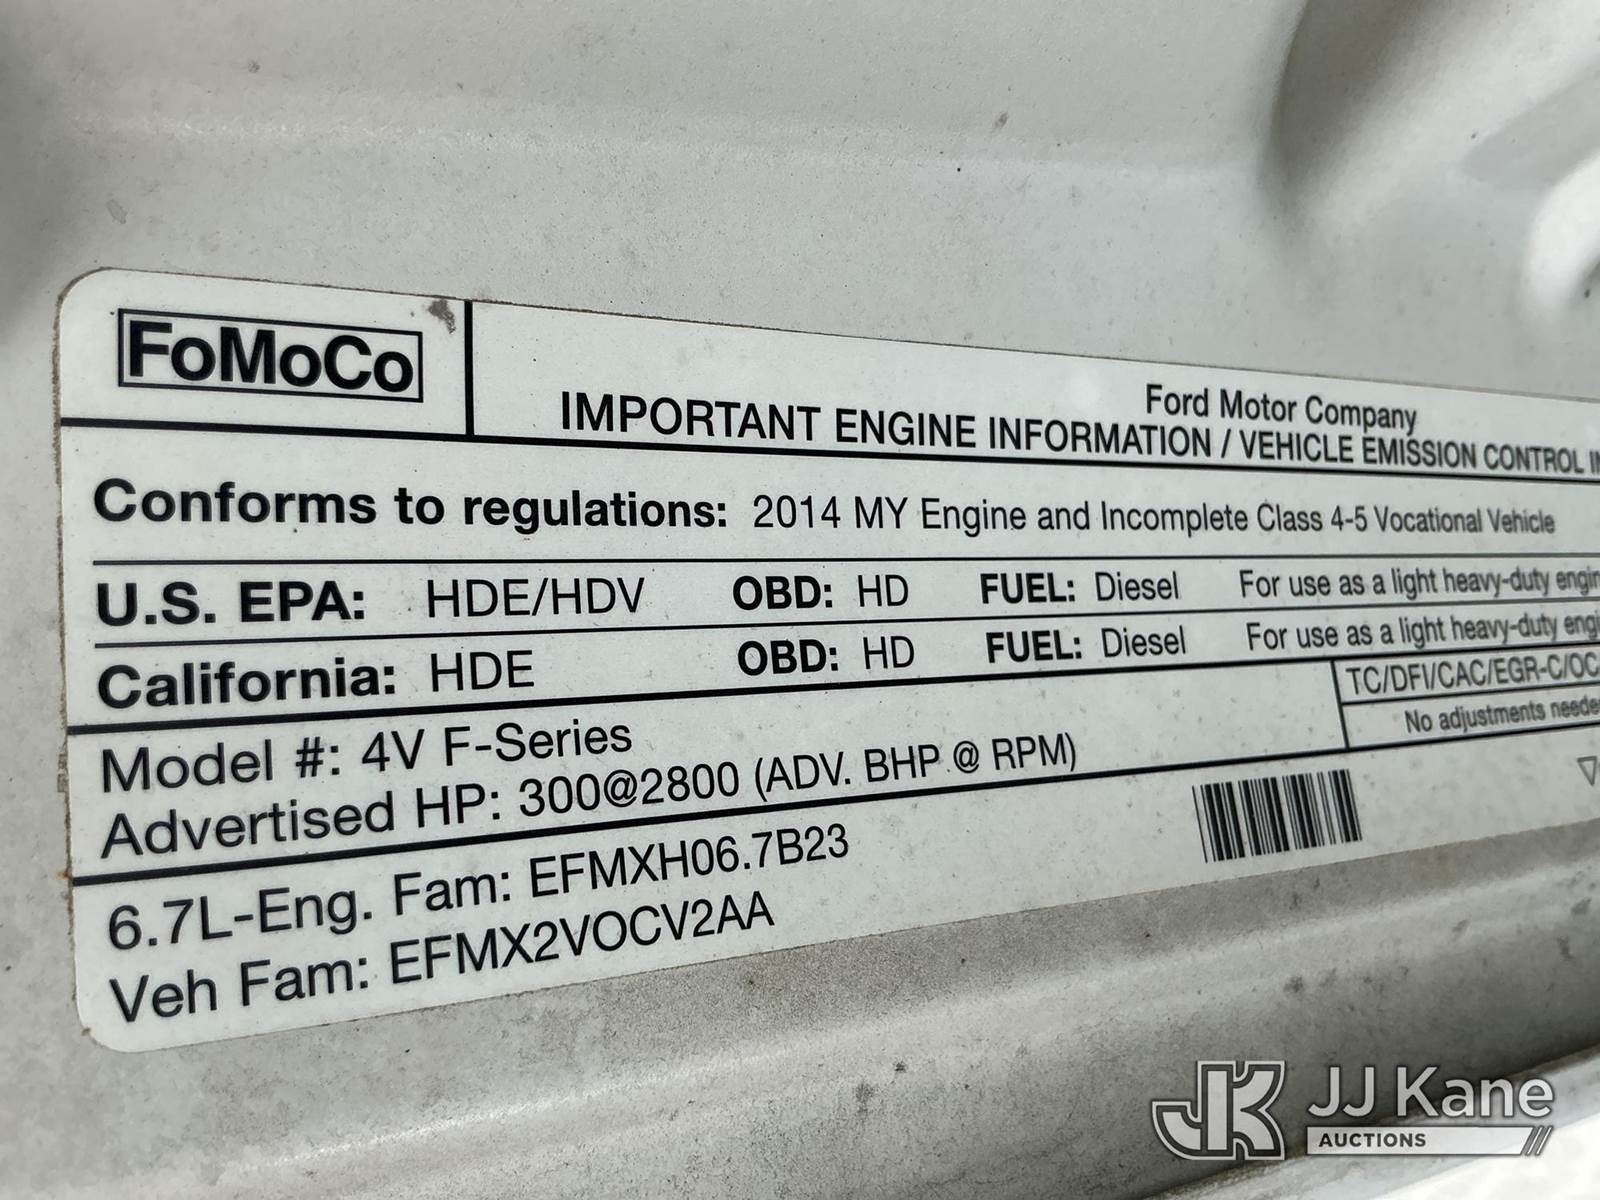 FoMoCo
Ford Motor Company
IMPORTANT ENGINE INFORMATION / VEHICLE EMISSION CONTROL
Conforms to regulations: 2014 MY Engine and Incomplete Class 4-5 Vocational Vehicle
U.S. EPA: HDE/HDV OBD: HD FUEL: Diesel For use as a light heavy-duty engin
California: HDE OBD: HD FUEL: Diesel For use as a light heavy-duty engi
TC/DFI/CAC/EGR-C/OC
No adjustments neede
Model #: 4V F-Series
Advertised HP: 300@2800 (ADV. BHP @ RPM)
6.7L-Eng. Fam: EFMXH06.7B23
Veh Fam: EFMX2VOCV2AA
JK JJ Kane
AUCTIONS